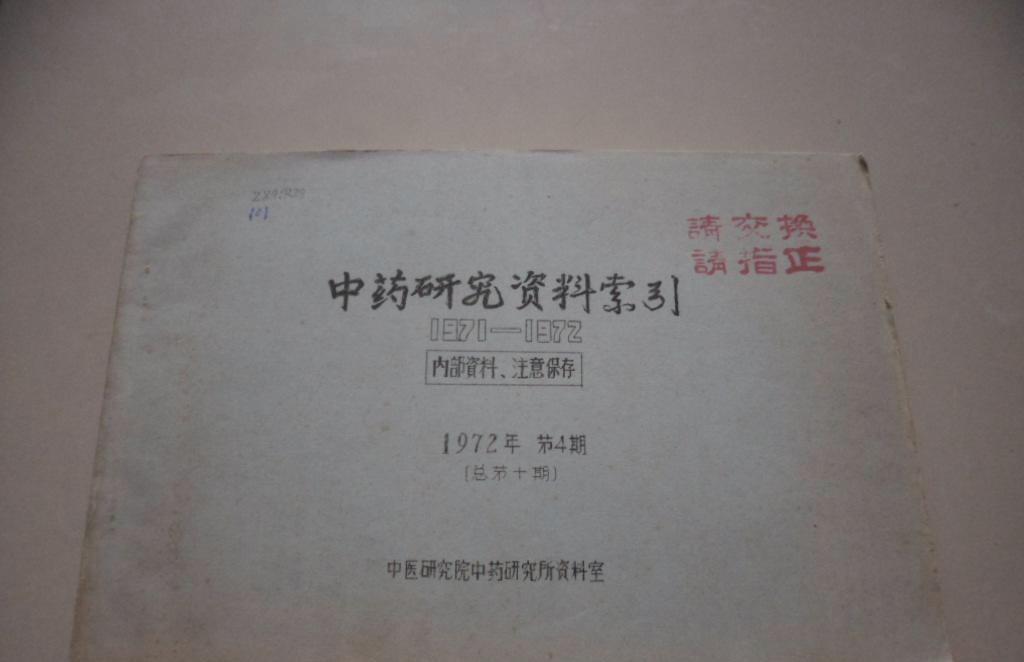 請交換
請指正
中药研究资料索引
1971—1972
内部資料、注意保存
1972年 第4期
(总第十期)
中医研究院中药研究所資料室